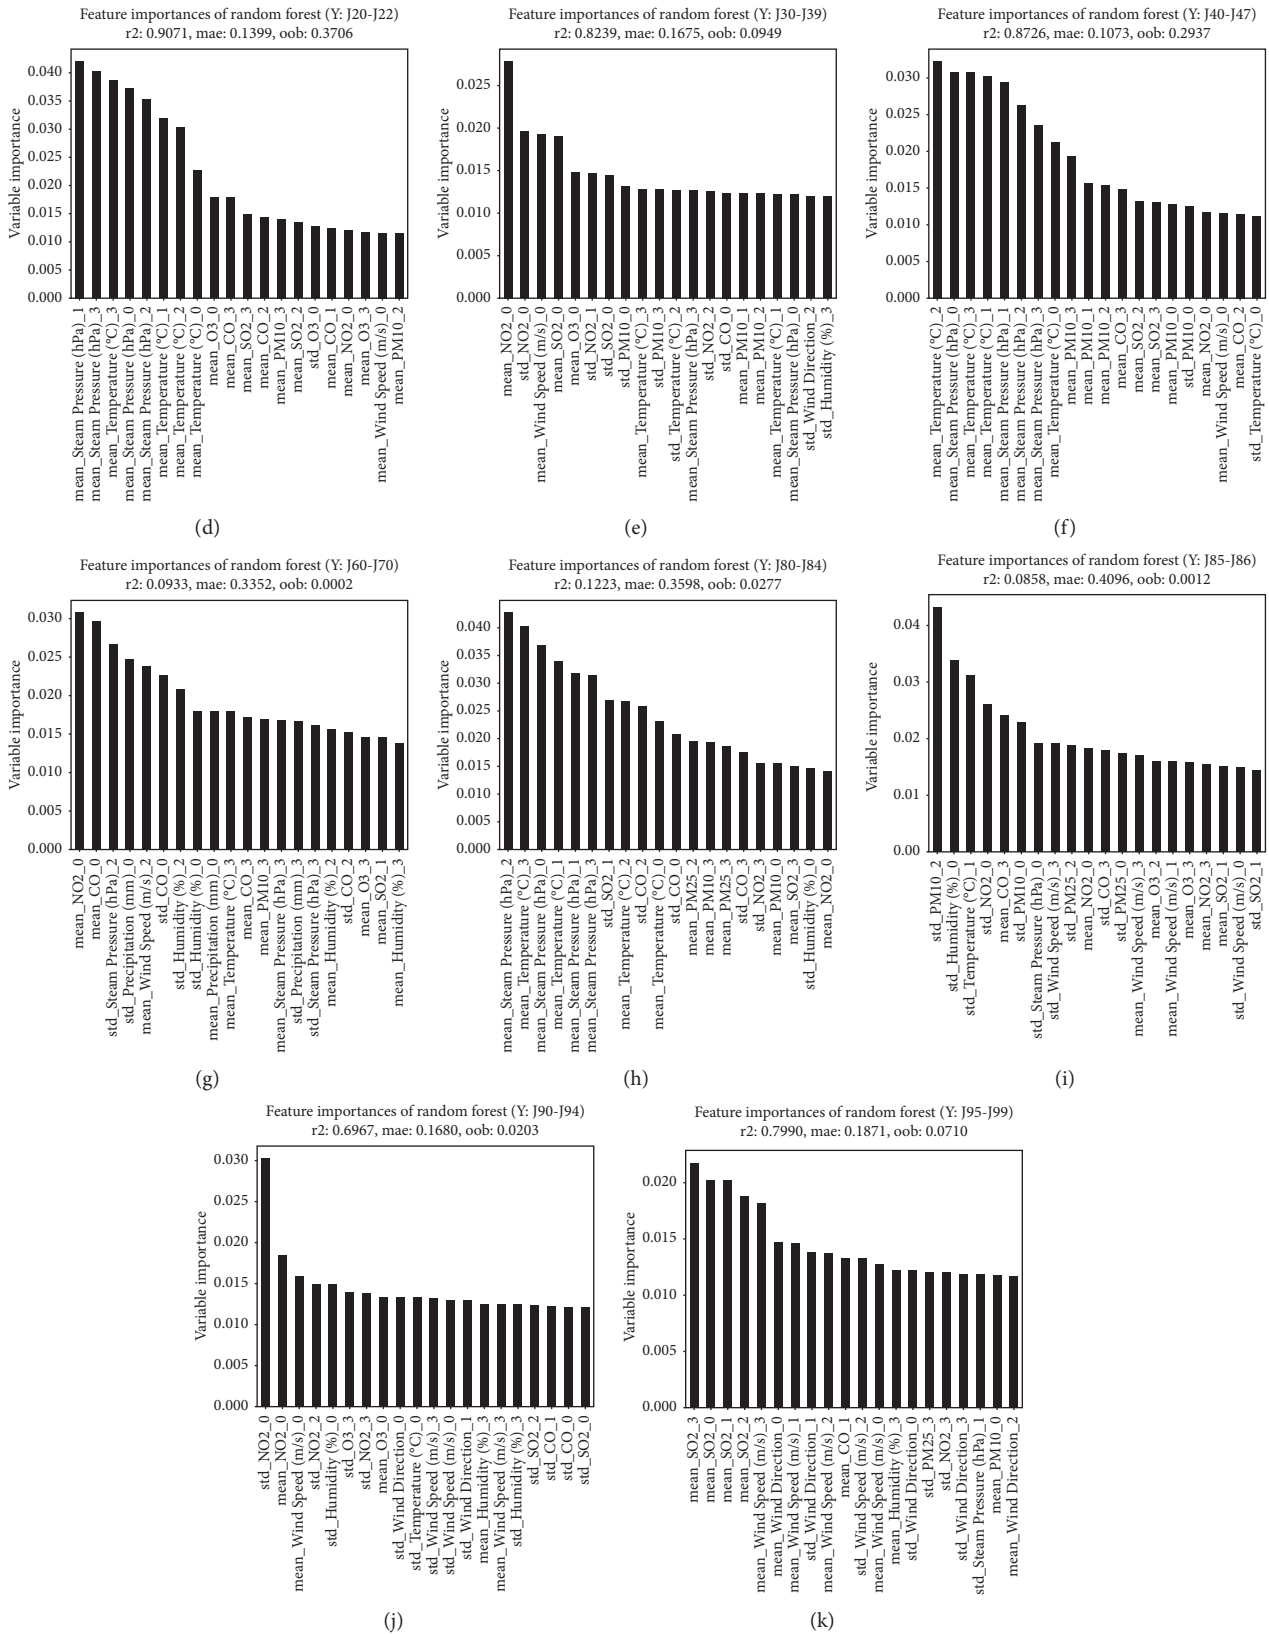 Feature importances of random forest (Y: J20-J22)
r2: 0.9071, mae: 0.1399, oob: 0.3706
Variable importance
0.040
0.035
0.030
0.025
0.020
0.015
0.010
0.005
0.000
mean_Steam Pressure (hPa)_1
mean_Steam Pressure (hPa)_3
mean_Temperature (°C)_3
mean_Steam Pressure (hPa)_0
mean_Steam Pressure (hPa)_2
mean_Temperature (°C)_1
mean_Temperature (°C)_2
mean_Temperature (°C)_0
mean_O3_0
mean_CO_3
mean_SO2_3
mean_CO_2
mean_PM10_3
mean_SO2_2
std_O3_0
mean_CO_1
mean_NO2_0
mean_O3_3
mean_Wind Speed (m/s)_0
mean_PM10_2
(d)
Feature importances of random forest (Y: J30-J39)
r2: 0.8239, mae: 0.1675, oob: 0.0949
Variable importance
0.025
0.020
0.015
0.010
0.005
0.000
mean_NO2_0
std_NO2_0
mean_Wind Speed (m/s)_0
mean_SO2_0
mean_O3_0
std_NO2_1
std_SO2_0
std_PM10_0
mean_Temperature (°C)_3
std_PM10_3
std_Temperature (°C)_2
mean_Steam Pressure (hPa)_3
std_NO2_2
std_CO_0
mean_PM10_1
mean_PM10_2
mean_Temperature (°C)_1
mean_Steam Pressure (hPa)_0
std_Wind Direction_2
std_Humidity (%)_3
(e)
Feature importances of random forest (Y: J40-J47)
r2: 0.8726, mae: 0.1073, oob: 0.2937
Variable importance
0.030
0.025
0.020
0.015
0.010
0.005
0.000
mean_Temperature (°C)_2
mean_Steam Pressure (hPa)_0
mean_Temperature (°C)_3
mean_Temperature (°C)_1
mean_Steam Pressure (hPa)_1
mean_Steam Pressure (hPa)_2
mean_Steam Pressure (hPa)_3
mean_Temperature (°C)_0
mean_PM10_3
mean_PM10_1
mean_PM10_2
mean_CO_3
mean_SO2_2
mean_SO2_3
mean_PM10_0
std_PM10_0
mean_NO2_0
mean_Wind Speed (m/s)_0
mean_CO_2
std_Temperature (°C)_0
(f)
Feature importances of random forest (Y: J60-J70)
r2: 0.0933, mae: 0.3352, oob: 0.0002
Variable importance
0.030
0.025
0.020
0.015
0.010
0.005
0.000
mean_NO2_0
mean_CO_0
std_Steam Pressure (hPa)_2
std_Precipitation (mm)_0
mean_Wind Speed (m/s)_2
std_CO_0
std_Humidity (%)_2
std_Humidity (%)_0
mean_Precipitation (mm)_0
mean_Temperature (°C)_3
mean_CO_3
mean_PM10_3
mean_Steam Pressure (hPa)_3
std_Precipitation (mm)_3
std_Steam Pressure (hPa)_3
mean_Humidity (%)_2
std_CO_2
mean_O3_3
mean_SO2_1
mean_Humidity (%)_3
(g)
Feature importances of random forest (Y: J80-J84)
r2: 0.1223, mae: 0.3598, oob: 0.0277
Variable importance
0.040
0.035
0.030
0.025
0.020
0.015
0.010
0.005
0.000
mean_Steam Pressure (hPa)_2
mean_Temperature (°C)_3
mean_Steam Pressure (hPa)_0
mean_Temperature (°C)_1
mean_Steam Pressure (hPa)_1
mean_Steam Pressure (hPa)_3
std_SO2_1
mean_Temperature (°C)_2
std_CO_2
mean_Temperature (°C)_0
std_CO_0
mean_PM25_2
mean_PM10_3
mean_PM25_3
std_CO_3
std_NO2_3
mean_PM10_0
mean_SO2_3
std_Humidity (%)_0
mean_NO2_0
(h)
Feature importances of random forest (Y: J85-J86)
r2: 0.0858, mae: 0.4096, oob: 0.0012
Variable importance
0.04
0.03
0.02
0.01
0.00
std_PM10_2
std_Humidity (%)_0
std_Temperature (°C)_1
std_NO2_0
mean_CO_3
std_PM10_0
std_Steam Pressure (hPa)_0
std_Wind Speed (m/s)_3
std_PM25_2
mean_NO2_0
std_CO_3
std_PM25_0
mean_Wind Speed (m/s)_3
mean_O3_2
mean_Wind Speed (m/s)_1
mean_O3_3
mean_NO2_3
mean_SO2_1
std_Wind Speed (m/s)_0
std_SO2_1
(i)
Feature importances of random forest (Y: J90-J94)
r2: 0.6967, mae: 0.1680, oob: 0.0203
Variable importance
0.030
0.025
0.020
0.015
0.010
0.005
0.000
std_NO2_0
mean_NO2_0
mean_Wind Speed (m/s)_0
std_NO2_2
std_Humidity (%)_0
std_O3_3
std_NO2_3
mean_O3_0
std_Wind Direction_0
std_Temperature (°C)_0
std_Wind Speed (m/s)_3
std_Wind Speed (m/s)_0
std_Wind Direction_1
mean_Humidity (%)_3
mean_Wind Speed (m/s)_3
std_Humidity (%)_3
std_SO2_2
std_CO_1
std_CO_0
std_SO2_0
(j)
Feature importances of random forest (Y: J95-J99)
r2: 0.7990, mae: 0.1871, oob: 0.0710
Variable importance
0.020
0.015
0.010
0.005
0.000
mean_SO2_3
mean_SO2_0
mean_SO2_1
mean_SO2_2
mean_Wind Speed (m/s)_3
mean_Wind Direction_0
mean_Wind Speed (m/s)_1
std_Wind Direction_1
mean_Wind Speed (m/s)_2
mean_CO_1
std_Wind Speed (m/s)_2
mean_Wind Speed (m/s)_0
mean_Humidity (%)_3
std_Wind Direction_0
std_PM25_3
std_NO2_3
std_Wind Direction_3
std_Steam Pressure (hPa)_1
mean_PM10_0
mean_Wind Direction_2
(k)